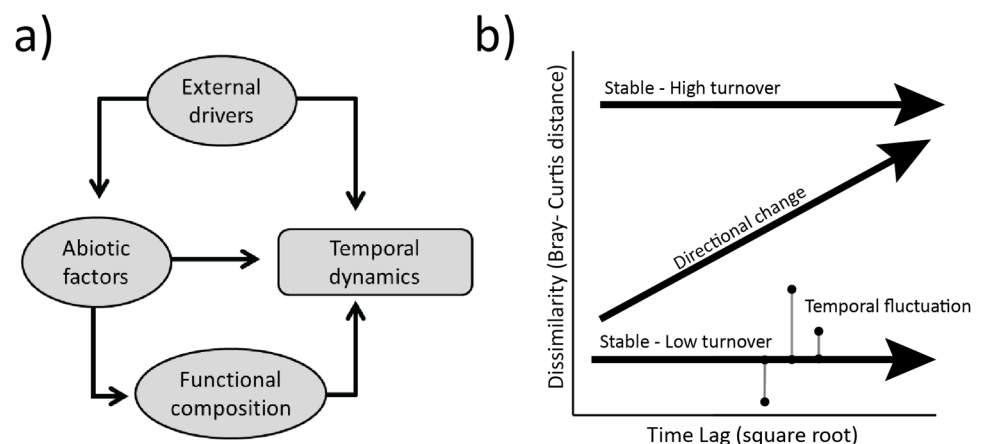 a)
External
drivers
Abiotic
factors
Temporal
dynamics
Functional
composition
b)
Dissimilarity (Bray- Curtis distance)
Stable - High turnover
Directional change
Temporal fluctuation
Stable - Low turnover
Time Lag (square root)